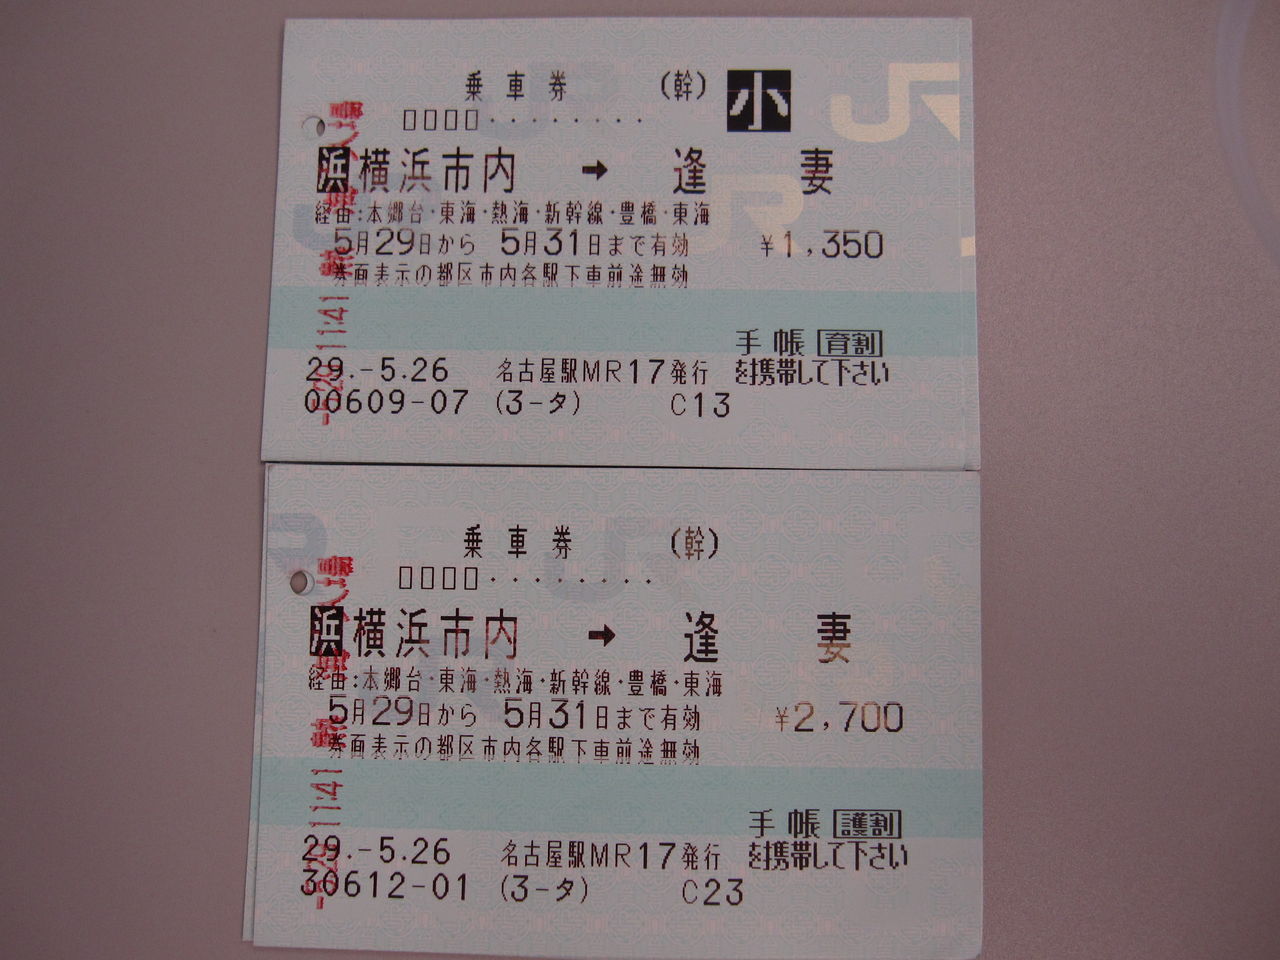 乗車券 (幹) 小
□□□□・・・・・・・・
浜 横浜市内 → 逢妻
経由:本郷台・東海・熱海・新幹線・豊橋・東海
5月29日から 5月31日まで有効 ¥1,350
券面表示の都区市内各駅下車前途無効
手帳 育割
29.-5.26 名古屋駅MR17発行 を携帯して下さい
00609-07 (3-タ) C13
JR
乗車券 (幹)
□□□□・・・・・・・・
浜 横浜市内 → 逢妻
経由:本郷台・東海・熱海・新幹線・豊橋・東海
5月29日から 5月31日まで有効 ¥2,700
券面表示の都区市内各駅下車前途無効
手帳 護割
29.-5.26 名古屋駅MR17発行 を携帯して下さい
30612-01 (3-タ) C23